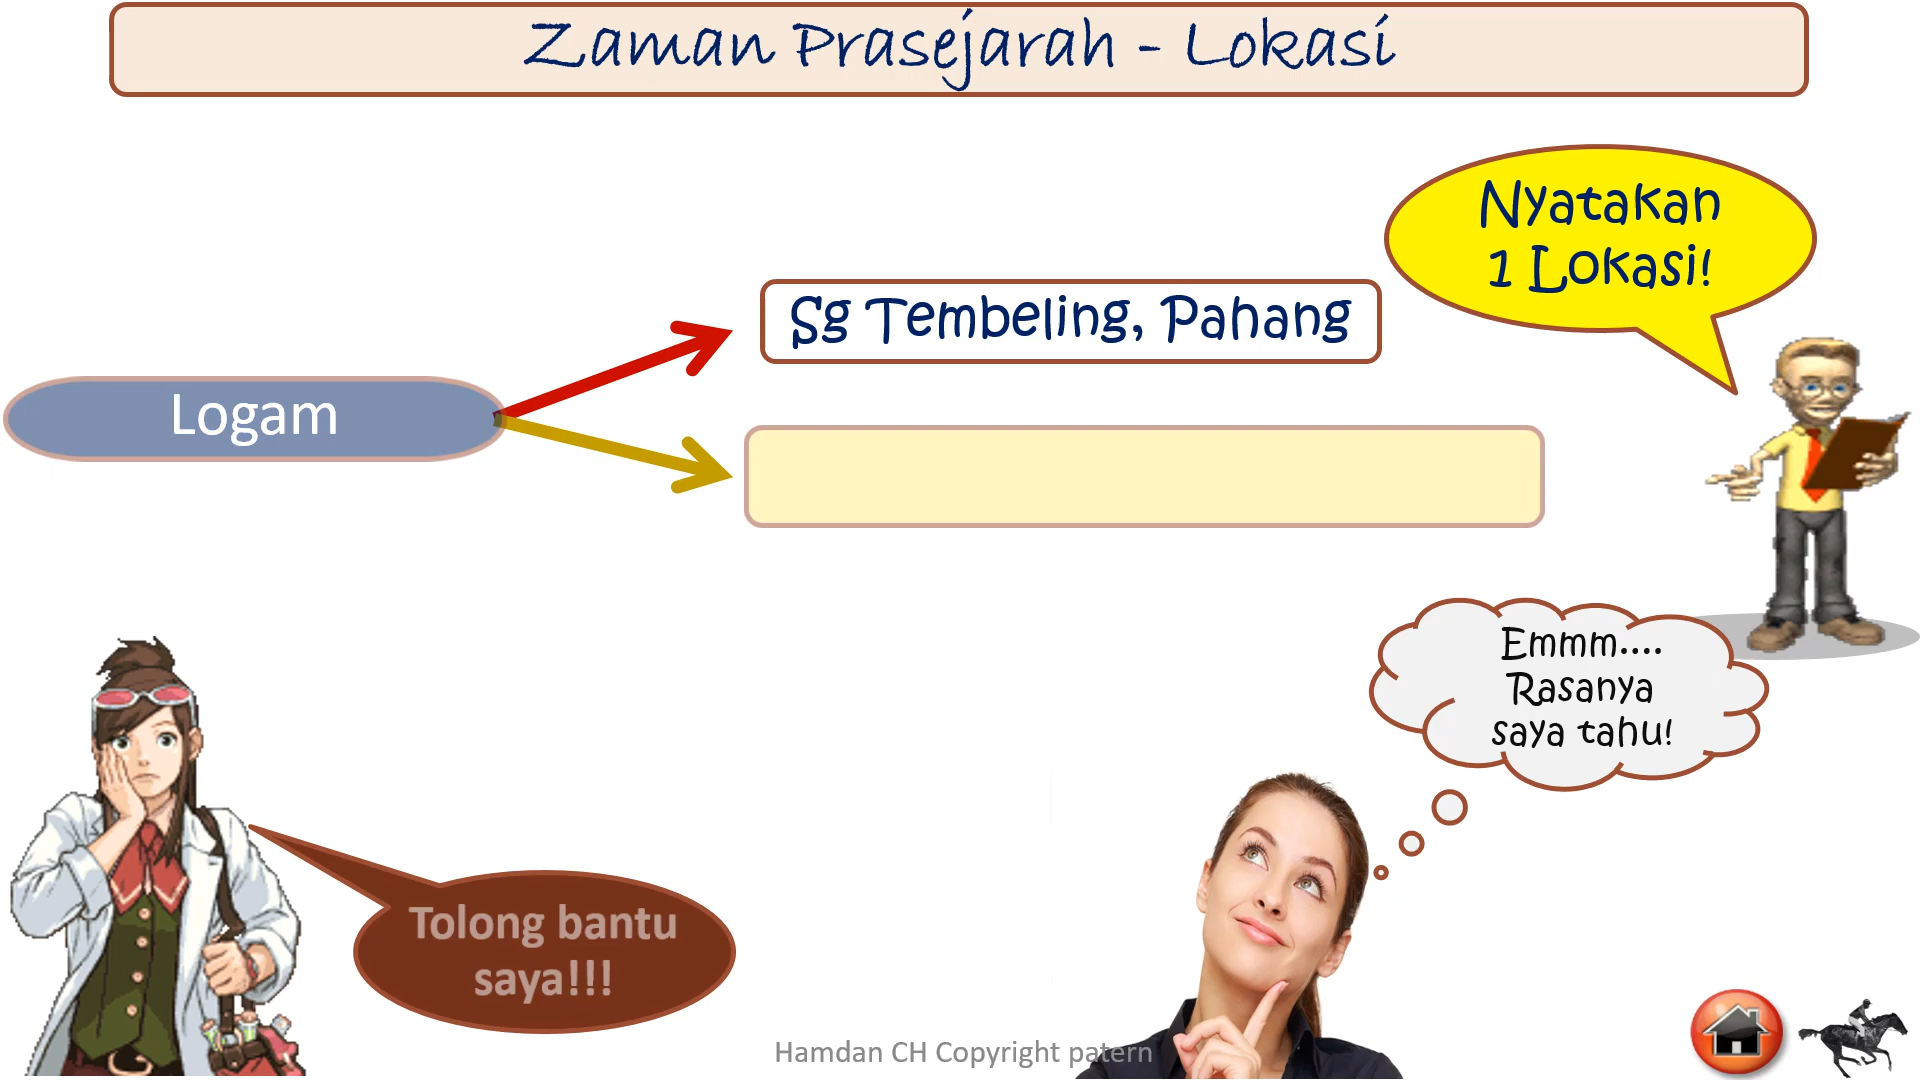 Zaman Prasejarah - Lokasi
Nyatakan
1 Lokasi!
Sg Tembeling, Pahang
Logam
Emmm....
Rasanya
saya tahu!
Tolong bantu
saya!!!
Hamdan CH Copyright patern